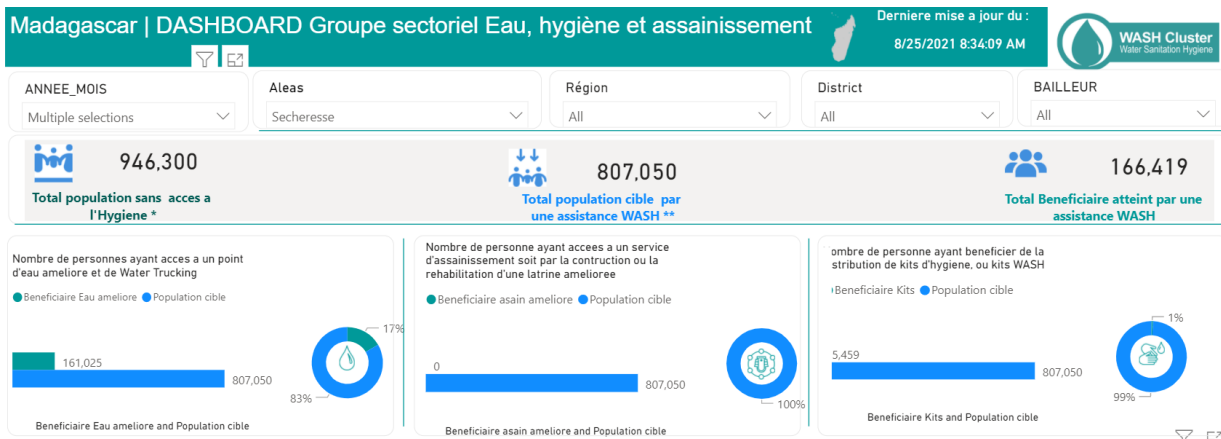 Madagascar | DASHBOARD Groupe sectoriel Eau, hygiène et assainissement
Derniere mise a jour du :
8/25/2021 8:34:09 AM
WASH Cluster
Water Sanitation Hygiene
ANNEE_MOIS
Multiple selections
Aleas
Secheresse
Région
All
District
All
BAILLEUR
All
946,300
Total population sans acces a
l'Hygiene *
807,050
Total population cible par
une assistance WASH **
166,419
Total Beneficiaire atteint par une
assistance WASH
Nombre de personnes ayant acces a un point
d'eau ameliore et de Water Trucking
Beneficiaire Eau ameliore Population cible
161,025
807,050
17%
83%
Beneficiaire Eau ameliore and Population cible
Nombre de personne ayant accees a un service
d'assainissement soit par la contruction ou la
rehabilitation d'une latrine amelioree
Beneficiaire asain ameliore Population cible
0
807,050
100%
Beneficiaire asain ameliore and Population cible
ombre de personne ayant beneficier de la
stribution de kits d'hygiene, ou kits WASH
Beneficiaire Kits Population cible
5,459
807,050
1%
99%
Beneficiaire Kits and Population cible